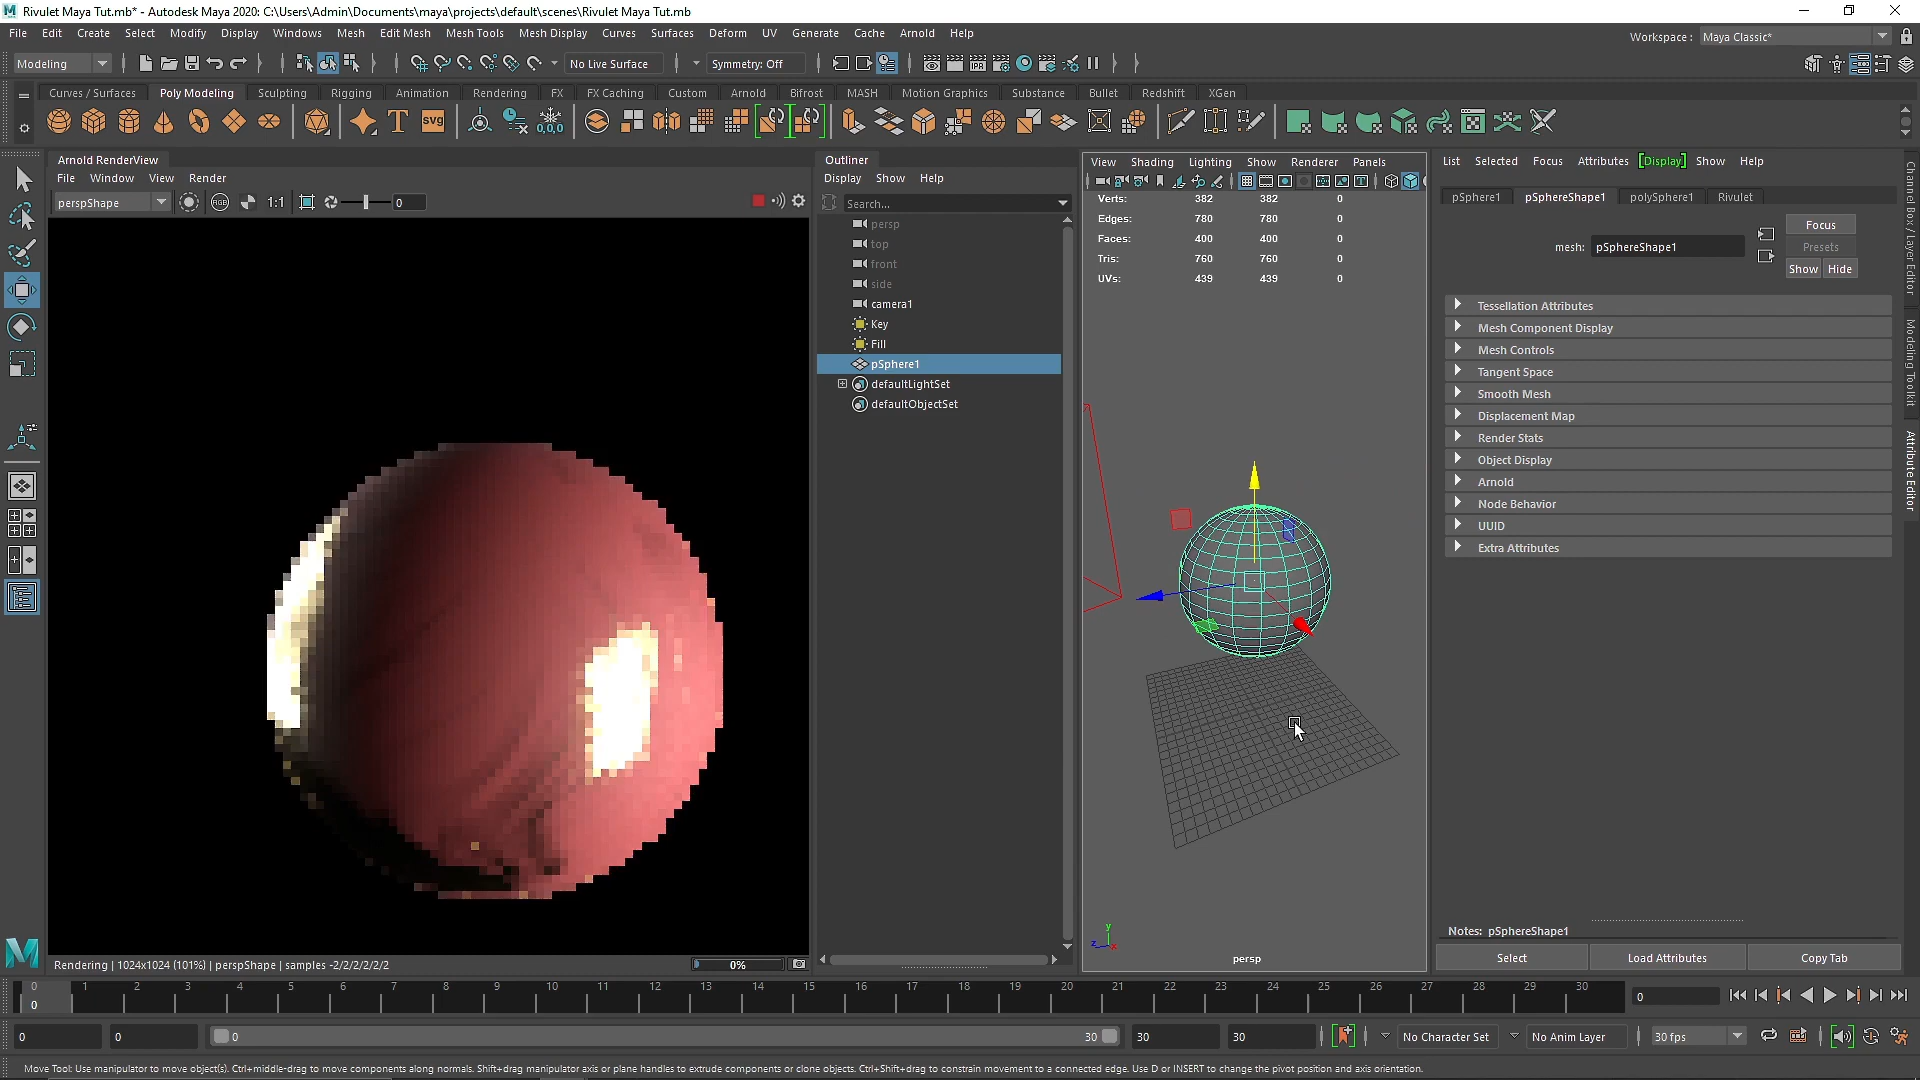 Rivulet Maya Tut.mb* - Autodesk Maya 2020: C:\Users\Admin\Documents\maya\projects\default\scenes\Rivulet Maya Tut.mb
File Edit Create Select Modify Display Windows Mesh Edit Mesh Mesh Tools Mesh Display Curves Surfaces Deform UV Generate Cache Arnold Help
Workspace : Maya Classic*
Modeling No Live Surface Symmetry: Off
Curves / Surfaces Poly Modeling Sculpting Rigging Animation Rendering FX FX Caching Custom Arnold Bifrost MASH Motion Graphics Substance Bullet Redshift XGen
T svg 0,0,0
Arnold RenderView
File Window View Render
perspShape RGB 1:1 0
Outliner
Display Show Help
Search...
persp
top
front
side
camera1
Key
Fill
pSphere1
defaultLightSet
defaultObjectSet
View Shading Lighting Show Renderer Panels
Verts: 382 382 0
Edges: 780 780 0
Faces: 400 400 0
Tris: 760 760 0
UVs: 439 439 0
y
z x
persp
List Selected Focus Attributes [Display] Show Help
pSphere1 pSphereShape1 polySphere1 Rivulet
mesh: pSphereShape1
Focus
Presets
Show Hide
Tessellation Attributes
Mesh Component Display
Mesh Controls
Tangent Space
Smooth Mesh
Displacement Map
Render Stats
Object Display
Arnold
Node Behavior
UUID
Extra Attributes
Notes: pSphereShape1
Select Load Attributes Copy Tab
Channel Box / Layer Editor
Modeling Toolkit
Attribute Editor
Rendering | 1024x1024 (101%) | perspShape | samples -2/2/2/2/2/2
0%
0 1 2 3 4 5 6 7 8 9 10 11 12 13 14 15 16 17 18 19 20 21 22 23 24 25 26 27 28 29 30
0
0
0 0 0 30 30 30 No Character Set No Anim Layer 30 fps
Move Tool: Use manipulator to move object(s). Ctrl+middle-drag to move components along normals. Shift+drag manipulator axis or plane handles to extrude components or clone objects. Ctrl+Shift+drag to constrain movement to a connected edge. Use D or INSERT to change the pivot position and axis orientation.